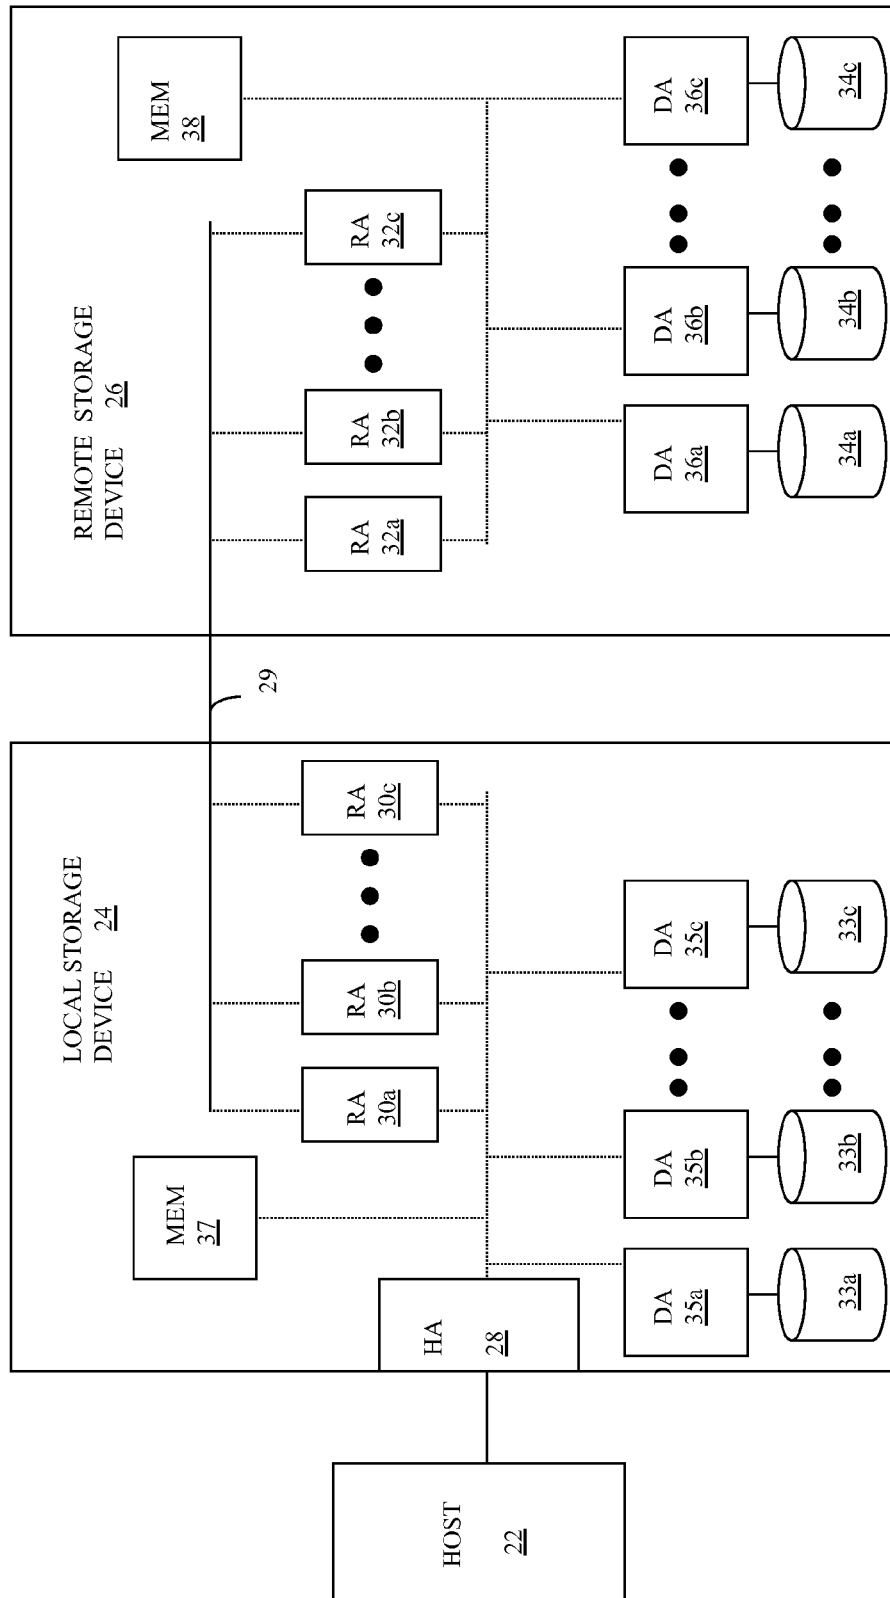 HOST
22
LOCAL STORAGE
DEVICE 24
HA
28
MEM
37
RA
30a
RA
30b
RA
30c
DA
35a
DA
35b
DA
35c
33a
33b
33c
29
REMOTE STORAGE
DEVICE 26
MEM
38
RA
32a
RA
32b
RA
32c
DA
36a
DA
36b
DA
36c
34a
34b
34c